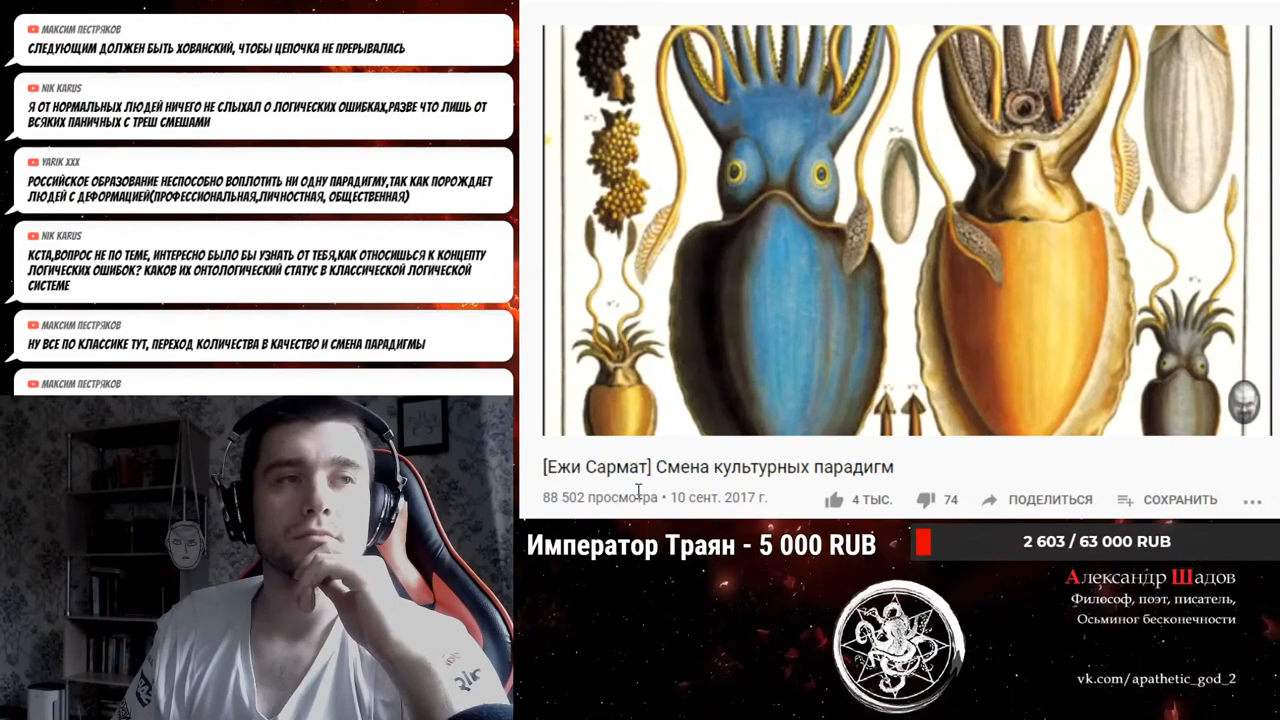 МАКСИМ ПЕСТРЯКОВ
СЛЕДУЮЩИМ ДОЛЖЕН БЫТЬ ХОВАНСКИЙ, ЧТОБЫ ЦЕПОЧКА НЕ ПРЕРЫВАЛАСЬ
NIK KARUS
Я ОТ НОРМАЛЬНЫХ ЛЮДЕЙ НИЧЕГО НЕ СЛЫХАЛ О ЛОГИЧЕСКИХ ОШИБКАХ,РАЗВЕ ЧТО ЛИШЬ ОТ
ВСЯКИХ ПАНИЧНЫХ С ТРЕШ СМЕШАМИ
YARIK XXX
РОССИЙСКОЕ ОБРАЗОВАНИЕ НЕСПОСОБНО ВОПЛОТИТЬ НИ ОДНУ ПАРАДИГМУ,ТАК КАК ПОРОЖДАЕТ
ЛЮДЕЙ С ДЕФОРМАЦИЕЙ(ПРОФЕССИОНАЛЬНАЯ,ЛИЧНОСТНАЯ, ОБЩЕСТВЕННАЯ)
NIK KARUS
КСТА,ВОПРОС НЕ ПО ТЕМЕ, ИНТЕРЕСНО БЫЛО БЫ УЗНАТЬ ОТ ТЕБЯ,КАК ОТНОСИШЬСЯ К КОНЦЕПТУ
ЛОГИЧЕСКИХ ОШИБОК? КАКОВ ИХ ОНТОЛОГИЧЕСКИЙ СТАТУС В КЛАССИЧЕСКОЙ ЛОГИЧЕСКОЙ
СИСТЕМЕ
МАКСИМ ПЕСТРЯКОВ
НУ ВСЕ ПО КЛАССИКЕ ТУТ, ПЕРЕХОД КОЛИЧЕСТВА В КАЧЕСТВО И СМЕНА ПАРАДИГМЫ
МАКСИМ ПЕСТРЯКОВ
[Ежи Сармат] Смена культурных парадигм
88 502 просмотра • 10 сент. 2017 г.
4 ТЫС.
74
ПОДЕЛИТЬСЯ
СОХРАНИТЬ
Император Траян - 5 000 RUB
2 603 / 63 000 RUB
Александр Шадов
Философ, поэт, писатель,
Осьминог бесконечности
vk.com/apathetic_god_2